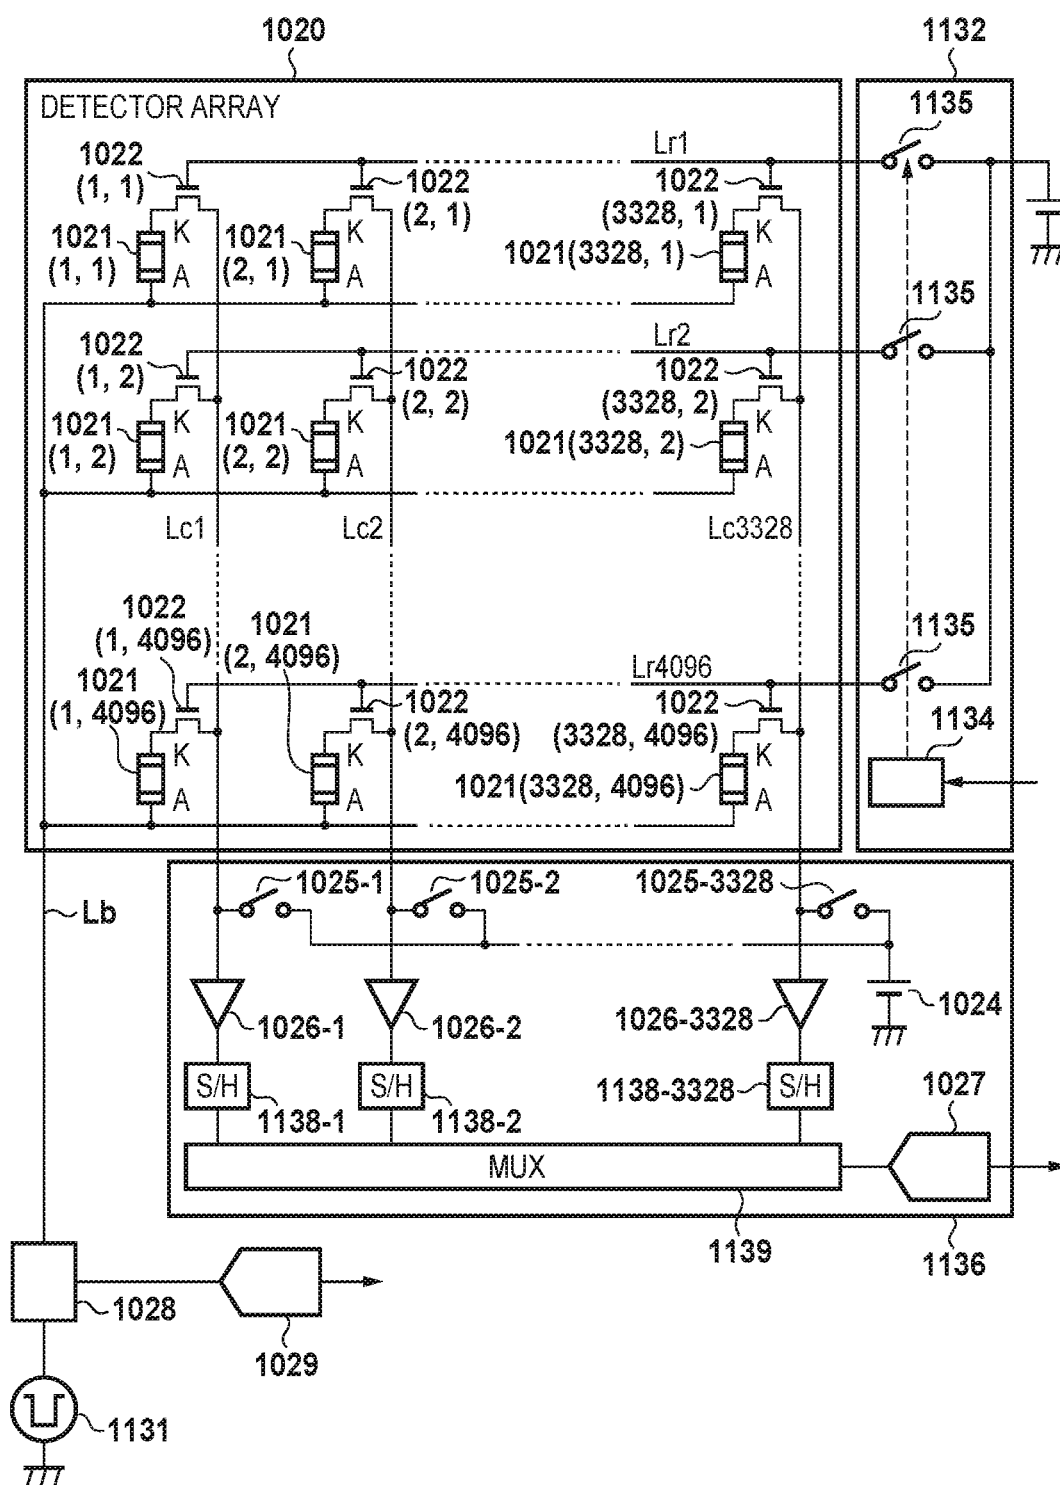 1020
1132
DETECTOR ARRAY
1135
Lr1
1022
(1, 1)
1022
(2, 1)
1022
(3328, 1)
1021
(1, 1)
K
A
1021
(2, 1)
K
A
1021(3328, 1)
K
A
1135
Lr2
1022
(1, 2)
1022
(2, 2)
1022
(3328, 2)
1021
(1, 2)
K
A
1021
(2, 2)
K
A
1021(3328, 2)
K
A
Lc1
Lc2
Lc3328
1022
(1, 4096)
1021
(2, 4096)
1135
Lr4096
1021
(1, 4096)
1022
(2, 4096)
1022
(3328, 4096)
1134
K
A
K
A
1021(3328, 4096)
K
A
1025-1
1025-2
1025-3328
Lb
1024
1026-1
1026-2
1026-3328
S/H
S/H
S/H
1138-1
1138-2
1138-3328
1027
MUX
1139
1136
1028
1029
1131